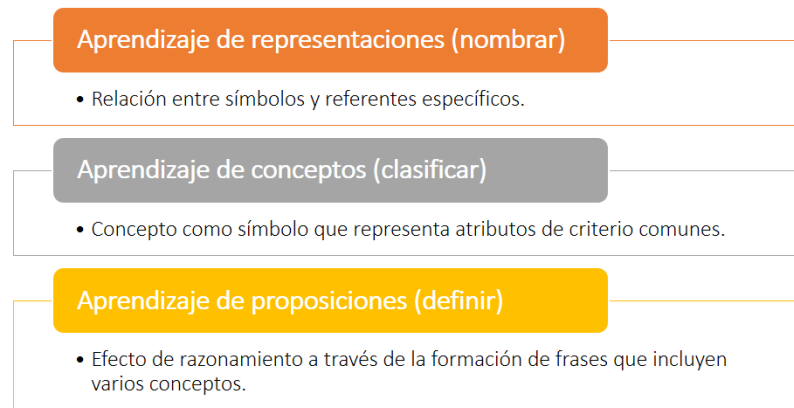 Aprendizaje de representaciones (nombrar)
• Relación entre símbolos y referentes específicos.
Aprendizaje de conceptos (clasificar)
• Concepto como símbolo que representa atributos de criterio comunes.
Aprendizaje de proposiciones (definir)
• Efecto de razonamiento a través de la formación de frases que incluyen
varios conceptos.